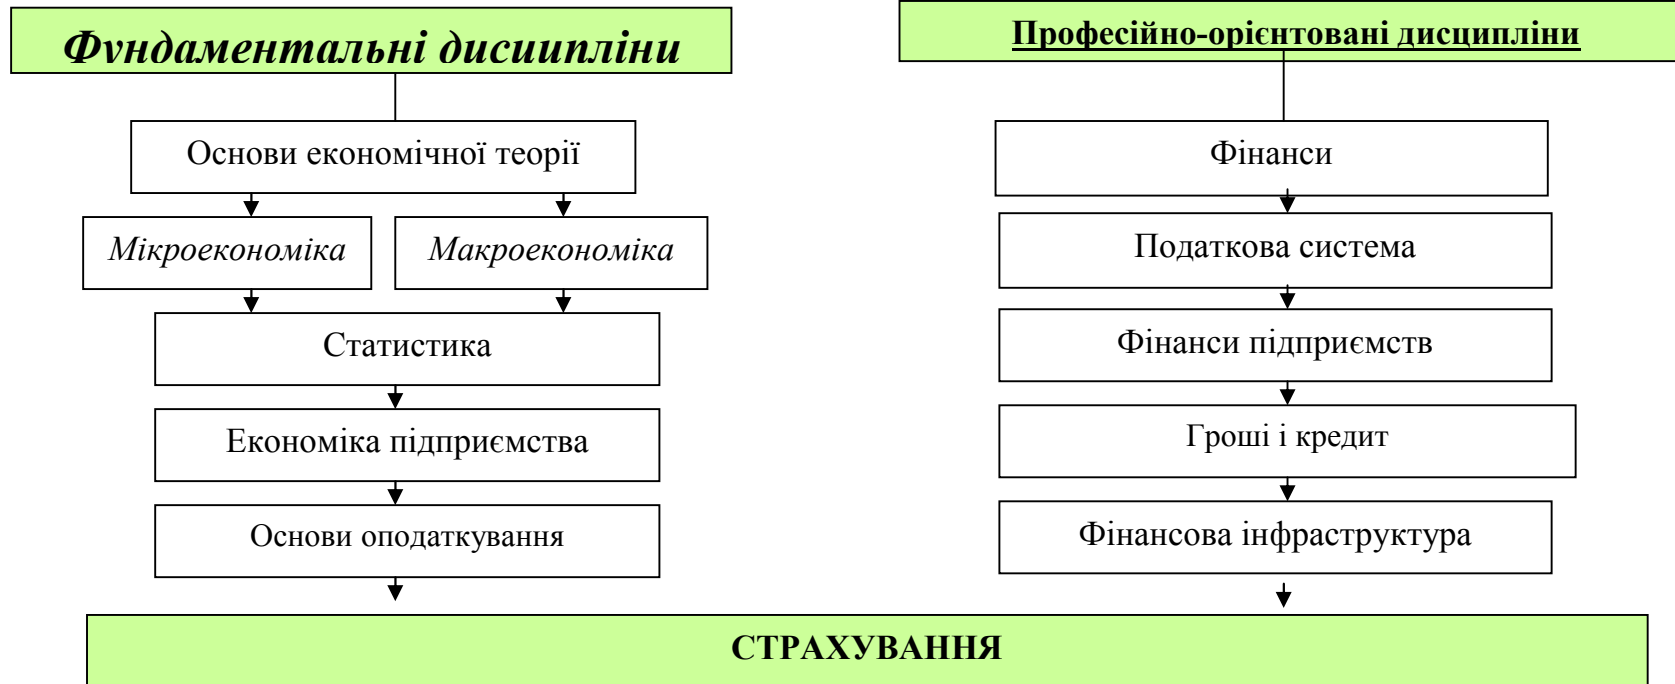 Фундаментальні дисципліни
Основи економічної теорії
Мікроекономіка
Макроекономіка
Статистика
Економіка підприємства
Основи оподаткування
Професійно-орієнтовані дисципліни
Фінанси
Податкова система
Фінанси підприємств
Гроші і кредит
Фінансова інфраструктура
СТРАХУВАННЯ